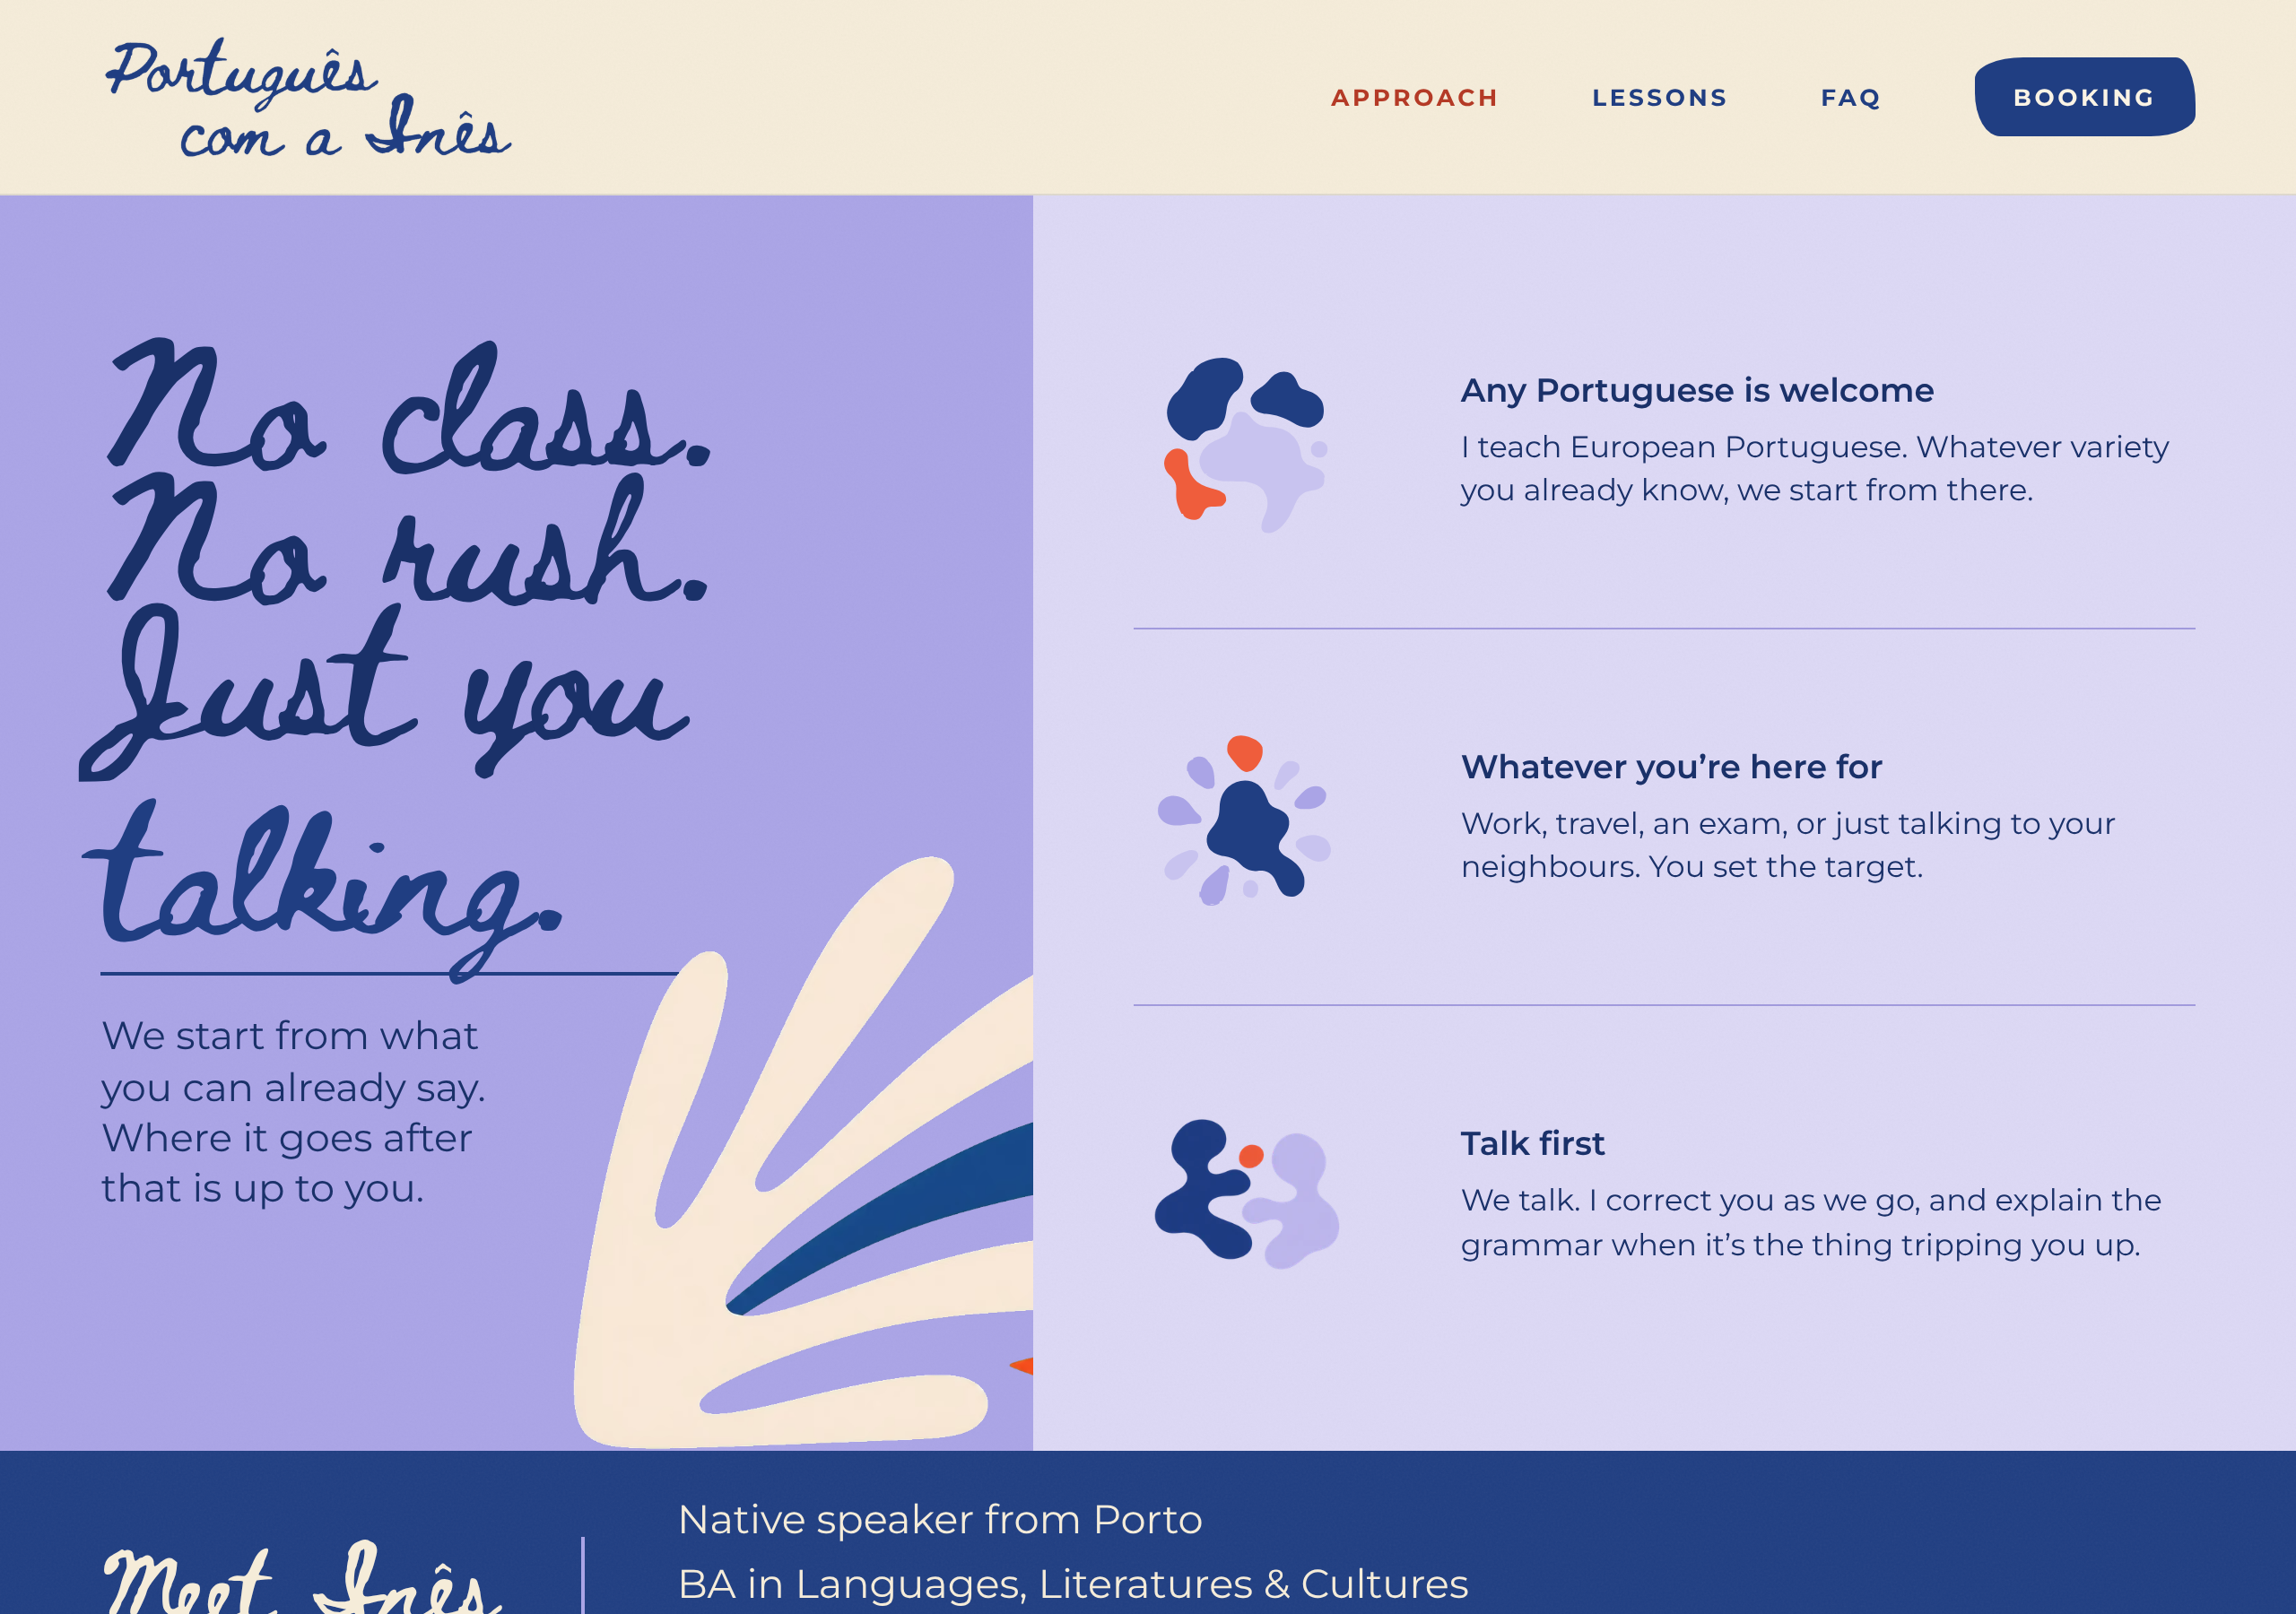 Português
com a Inês
APPROACH
LESSONS
FAQ
BOOKING
No class.
No rush.
Just you
talking.
We start from what
you can already say.
Where it goes after
that is up to you.
Any Portuguese is welcome
I teach European Portuguese. Whatever variety
you already know, we start from there.
Whatever you’re here for
Work, travel, an exam, or just talking to your
neighbours. You set the target.
Talk first
We talk. I correct you as we go, and explain the
grammar when it’s the thing tripping you up.
Meet Inês
Native speaker from Porto
BA in Languages, Literatures & Cultures